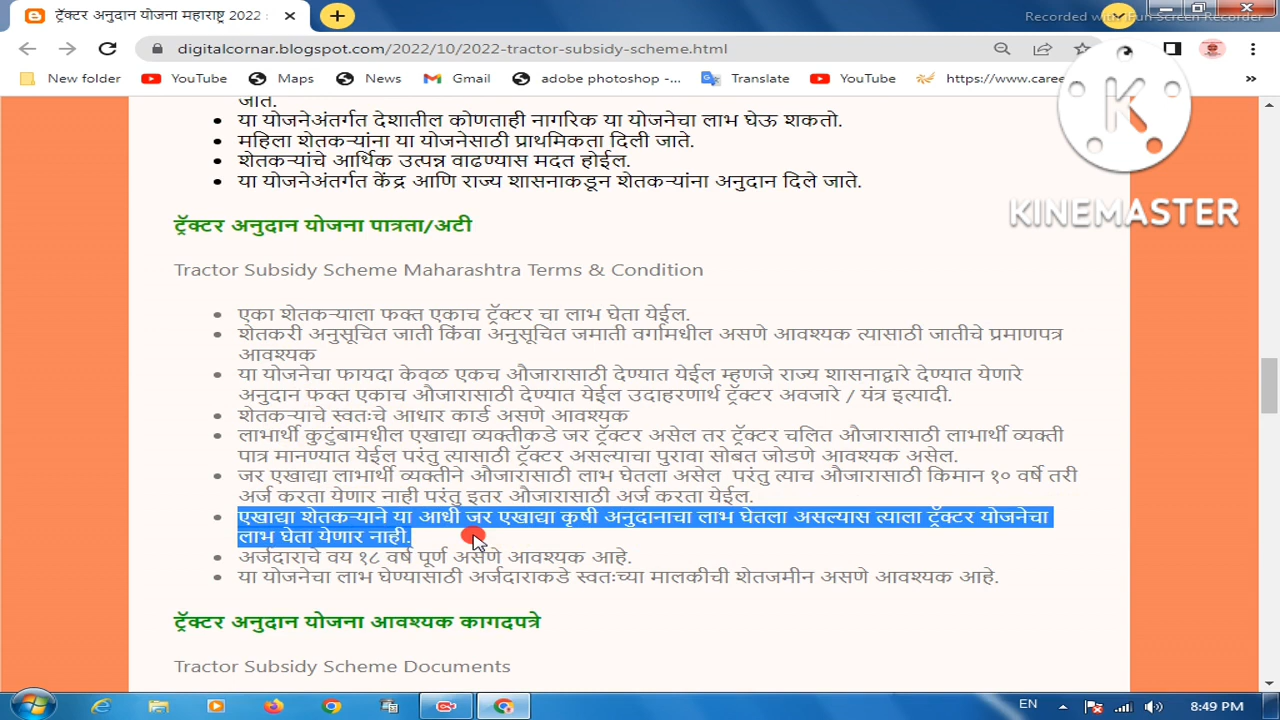 ट्रॅक्टर अनुदान योजना महाराष्ट्र 2022
Recorded with iFun Screen Recorder
digitalcornar.blogspot.com/2022/10/2022-tractor-subsidy-scheme.html
New folder YouTube Maps News Gmail adobe photoshop -... Translate YouTube https://www.caree
जाते.
या योजनेअंतर्गत देशातील कोणताही नागरिक या योजनेचा लाभ घेऊ शकतो.
महिला शेतकऱ्यांना या योजनेसाठी प्राथमिकता दिली जाते.
शेतकऱ्यांचे आर्थिक उत्पन्न वाढण्यास मदत होईल.
या योजनेअंतर्गत केंद्र आणि राज्य शासनाकडून शेतकऱ्यांना अनुदान दिले जाते.
KINEMASTER
ट्रॅक्टर अनुदान योजना पात्रता/अटी
Tractor Subsidy Scheme Maharashtra Terms & Condition
एका शेतकऱ्याला फक्त एकाच ट्रॅक्टर चा लाभ घेता येईल.
शेतकरी अनुसूचित जाती किंवा अनुसूचित जमाती वर्गामधील असणे आवश्यक त्यासाठी जातीचे प्रमाणपत्र
आवश्यक
या योजनेचा फायदा केवळ एकच औजारासाठी देण्यात येईल म्हणजे राज्य शासनाद्वारे देण्यात येणारे
अनुदान फक्त एकाच औजारासाठी देण्यात येईल उदाहरणार्थ ट्रॅक्टर अवजारे / यंत्र इत्यादी.
शेतकऱ्याचे स्वतःचे आधार कार्ड असणे आवश्यक
लाभार्थी कुटुंबामधील एखाद्या व्यक्तीकडे जर ट्रॅक्टर असेल तर ट्रॅक्टर चलित औजारासाठी लाभार्थी व्यक्ती
पात्र मानण्यात येईल परंतु त्यासाठी ट्रॅक्टर असल्याचा पुरावा सोबत जोडणे आवश्यक असेल.
जर एखाद्या लाभार्थी व्यक्तीने औजारासाठी लाभ घेतला असेल परंतु त्याच औजारासाठी किमान १० वर्षे तरी
अर्ज करता येणार नाही परंतु इतर औजारासाठी अर्ज करता येईल.
एखाद्या शेतकऱ्याने या आधी जर एखाद्या कृषी अनुदानाचा लाभ घेतला असल्यास त्याला ट्रॅक्टर योजनेचा
लाभ घेता येणार नाही.
अर्जदाराचे वय १८ वर्ष पूर्ण असणे आवश्यक आहे.
या योजनेचा लाभ घेण्यासाठी अर्जदाराकडे स्वतःच्या मालकीची शेतजमीन असणे आवश्यक आहे.
ट्रॅक्टर अनुदान योजना आवश्यक कागदपत्रे
Tractor Subsidy Scheme Documents
EN 8:49 PM